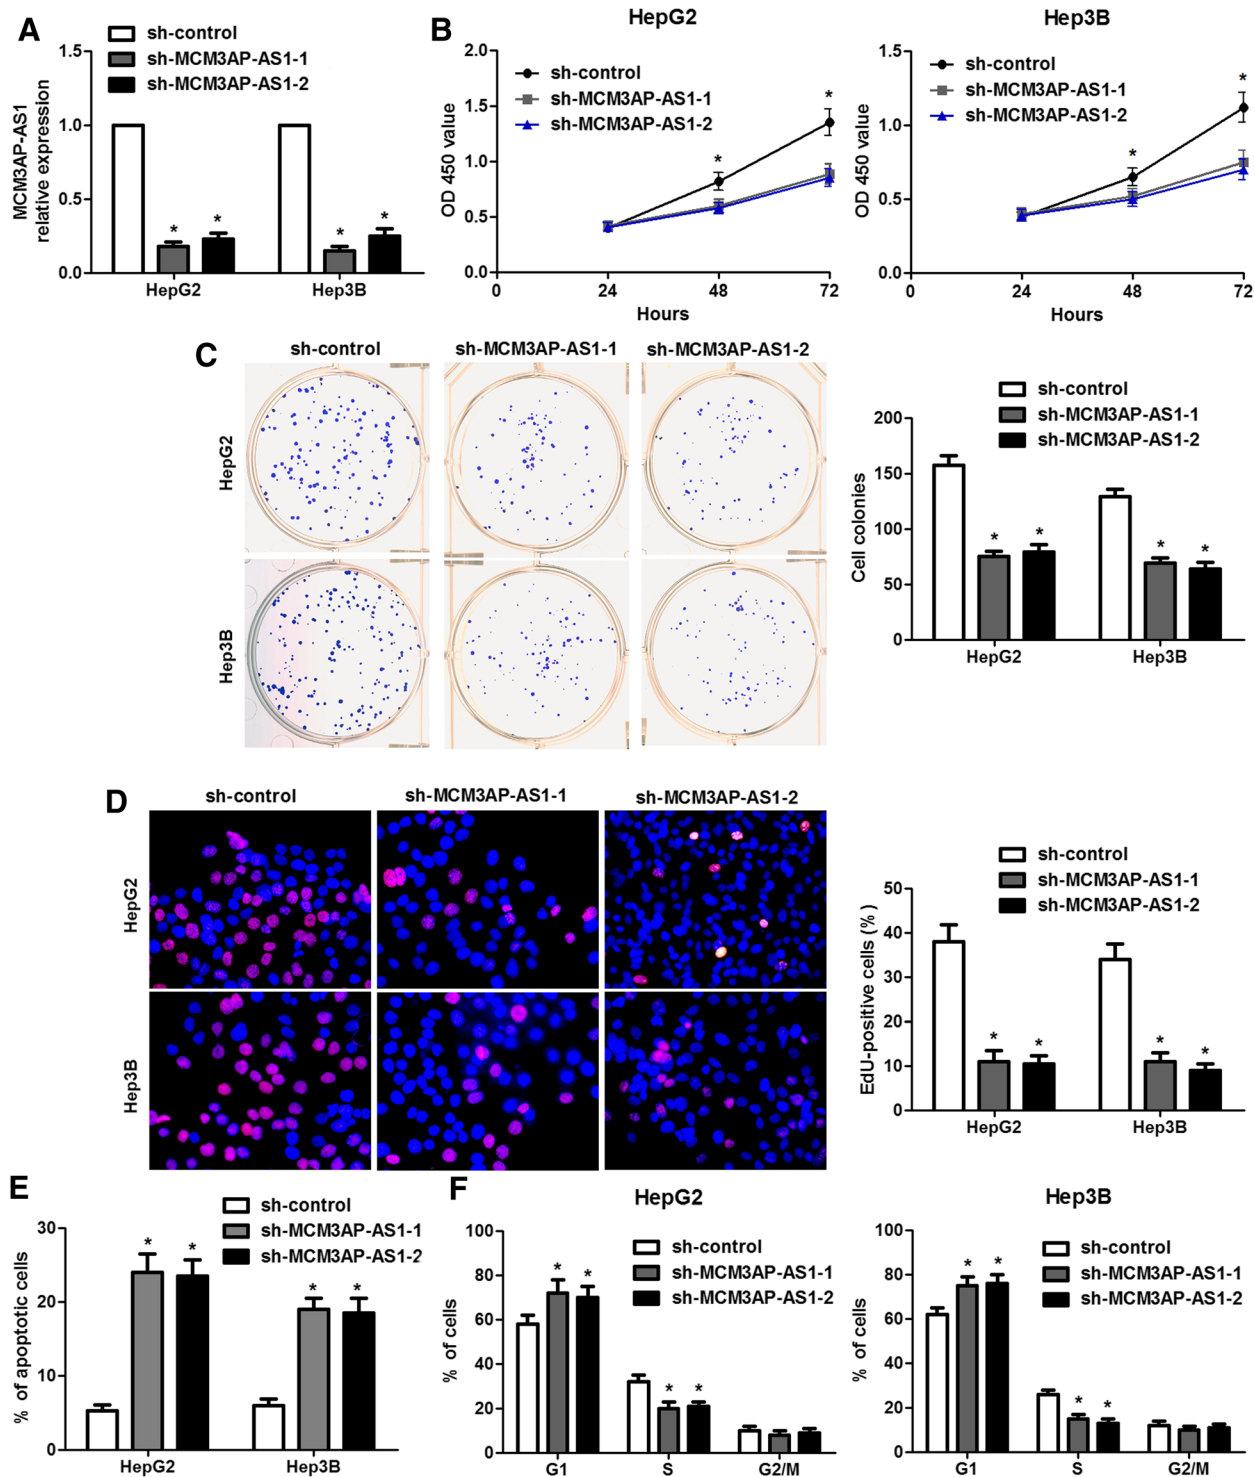 A
sh-control
sh-MCM3AP-AS1-1
sh-MCM3AP-AS1-2
MCM3AP-AS1
relative expression
1.5
1.0
0.5
0.0
* * * *
HepG2 Hep3B
B
HepG2
sh-control
sh-MCM3AP-AS1-1
sh-MCM3AP-AS1-2
OD 450 value
2.0
1.5
1.0
0.5
0.0
* *
0 24 48 72
Hours
Hep3B
sh-control
sh-MCM3AP-AS1-1
sh-MCM3AP-AS1-2
OD 450 value
1.5
1.0
0.5
0.0
* *
0 24 48 72
Hours
C
sh-control sh-MCM3AP-AS1-1 sh-MCM3AP-AS1-2
HepG2
Hep3B
sh-control
sh-MCM3AP-AS1-1
sh-MCM3AP-AS1-2
Cell colonies
200
150
100
50
0
* * * *
HepG2 Hep3B
D
sh-control sh-MCM3AP-AS1-1 sh-MCM3AP-AS1-2
HepG2
Hep3B
sh-control
sh-MCM3AP-AS1-1
sh-MCM3AP-AS1-2
EdU-positive cells (%)
50
40
30
20
10
0
* * * *
HepG2 Hep3B
E
sh-control
sh-MCM3AP-AS1-1
sh-MCM3AP-AS1-2
% of apoptotic cells
30
20
10
0
* * * *
HepG2 Hep3B
F
HepG2
sh-control
sh-MCM3AP-AS1-1
sh-MCM3AP-AS1-2
% of cells
100
80
60
40
20
0
* * * *
G1 S G2/M
Hep3B
sh-control
sh-MCM3AP-AS1-1
sh-MCM3AP-AS1-2
% of cells
100
80
60
40
20
0
* * * *
G1 S G2/M